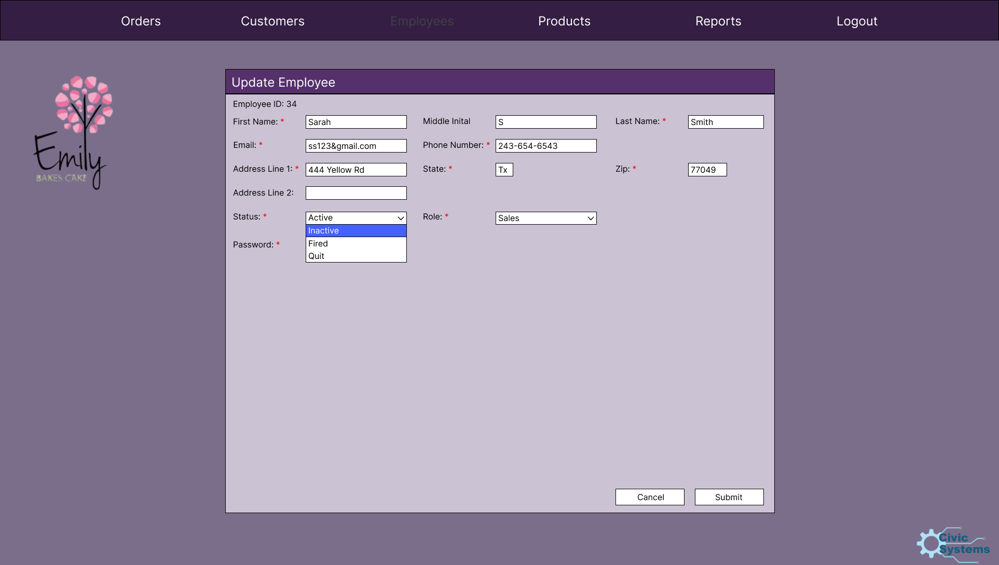 Orders Customers Employees Products Reports Logout
Emily
BAKES CAKE
Update Employee
Employee ID: 34
First Name: * Sarah Middle Inital S Last Name: * Smith
Email: * ss123&gmail.com Phone Number: * 243-654-6543
Address Line 1: * 444 Yellow Rd State: * Tx Zip: * 77049
Address Line 2:
Status: * Active Role: * Sales
Inactive
Password: * Fired
Quit
Cancel Submit
Civic
Systems